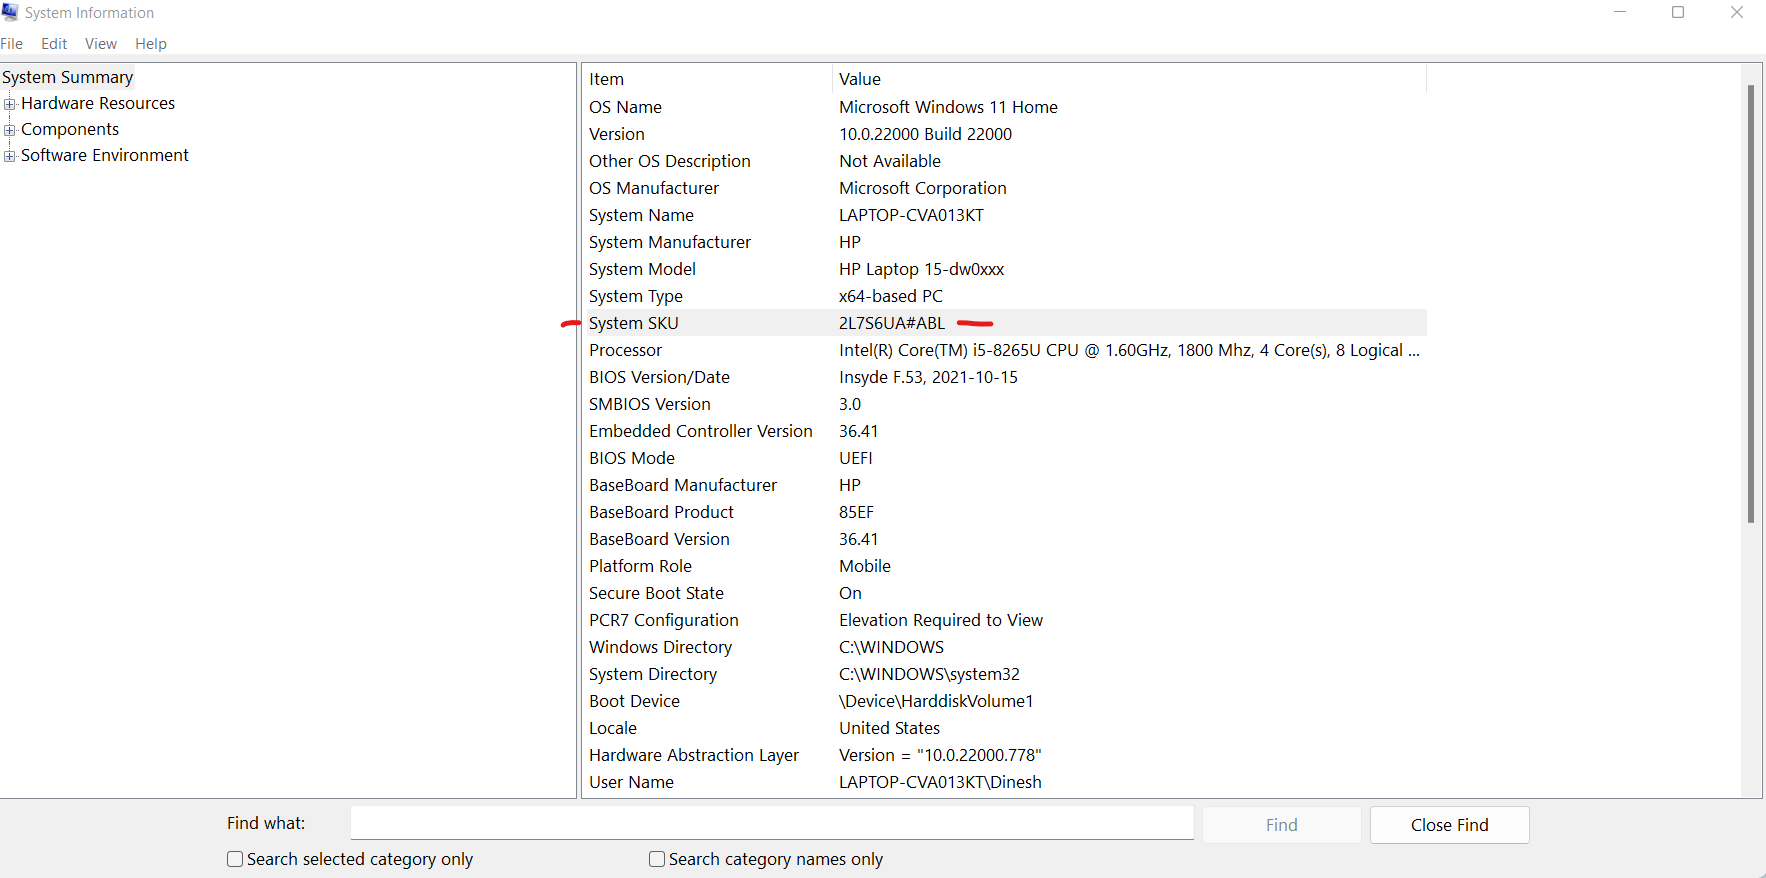 System Information
File Edit View Help
System Summary
Hardware Resources
Components
Software Environment
Item Value
OS Name Microsoft Windows 11 Home
Version 10.0.22000 Build 22000
Other OS Description Not Available
OS Manufacturer Microsoft Corporation
System Name LAPTOP-CVA013KT
System Manufacturer HP
System Model HP Laptop 15-dw0xxx
System Type x64-based PC
System SKU 2L7S6UA#ABL
Processor Intel(R) Core(TM) i5-8265U CPU @ 1.60GHz, 1800 Mhz, 4 Core(s), 8 Logical ...
BIOS Version/Date Insyde F.53, 2021-10-15
SMBIOS Version 3.0
Embedded Controller Version 36.41
BIOS Mode UEFI
BaseBoard Manufacturer HP
BaseBoard Product 85EF
BaseBoard Version 36.41
Platform Role Mobile
Secure Boot State On
PCR7 Configuration Elevation Required to View
Windows Directory C:\WINDOWS
System Directory C:\WINDOWS\system32
Boot Device \Device\HarddiskVolume1
Locale United States
Hardware Abstraction Layer Version = "10.0.22000.778"
User Name LAPTOP-CVA013KT\Dinesh
Find what: Find Close Find
Search selected category only Search category names only